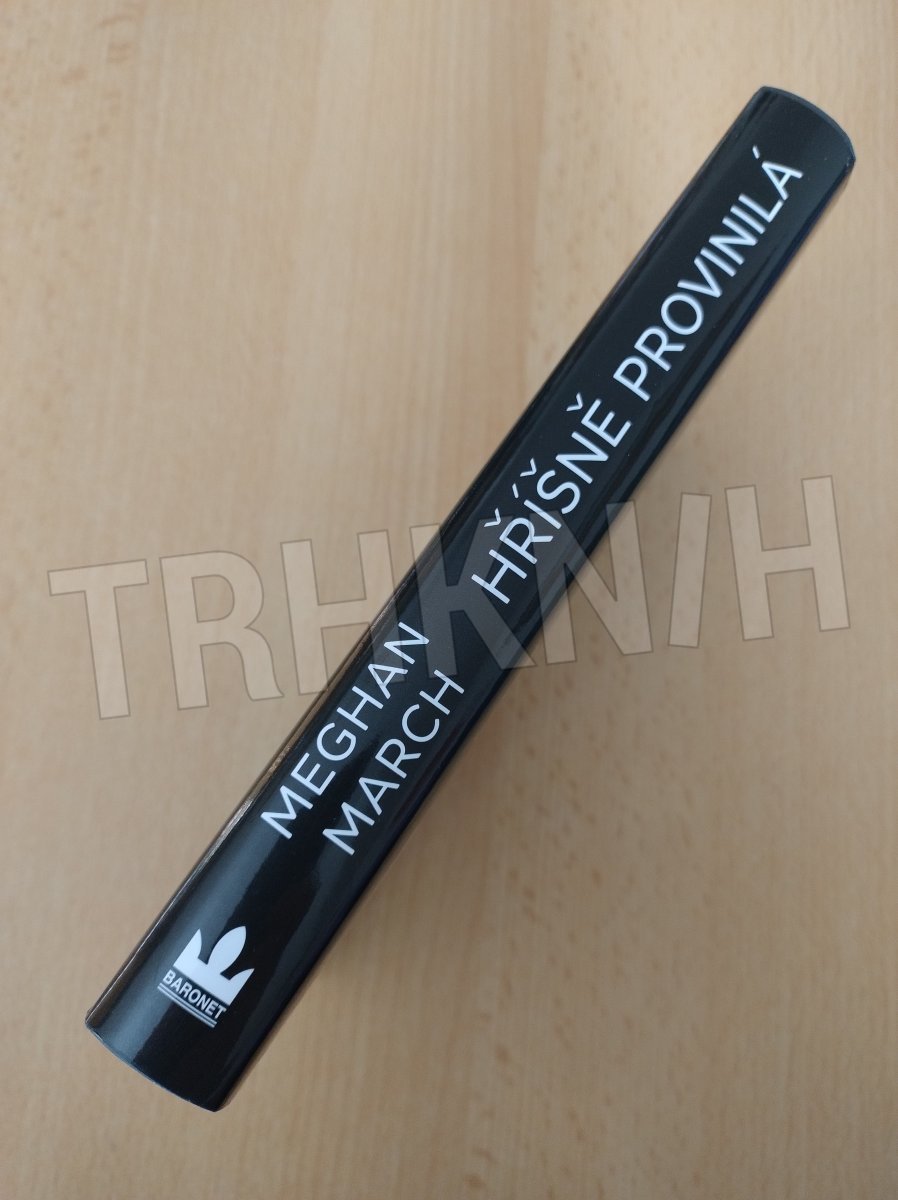 MEGHAN
MARCH
HŘÍŠNĚ PROVINILÁ
BARONET
TRHKNIH